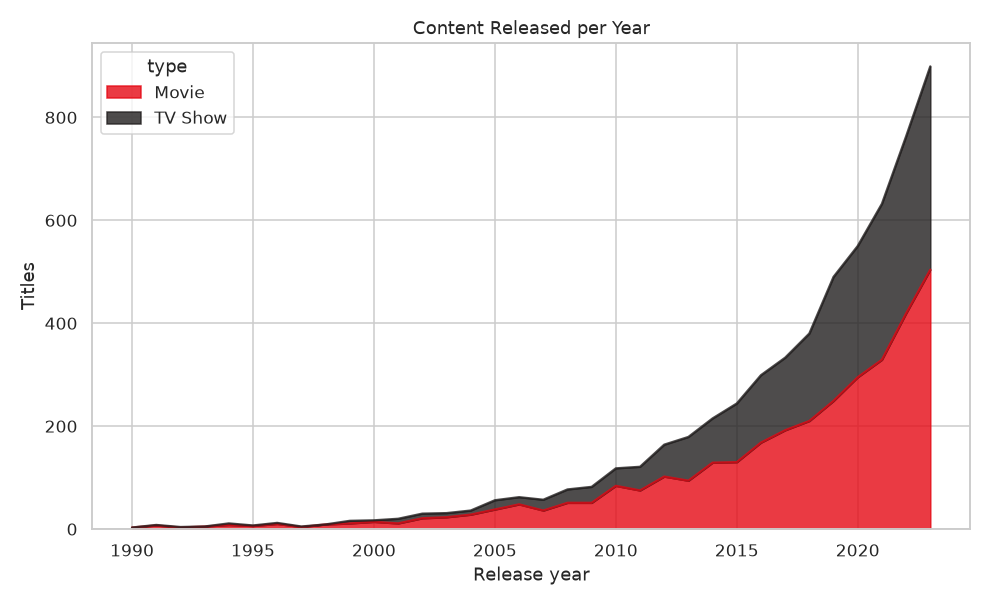 Content Released per Year
type
Movie
TV Show
800
600
400
200
0
Titles
1990 1995 2000 2005 2010 2015 2020
Release year